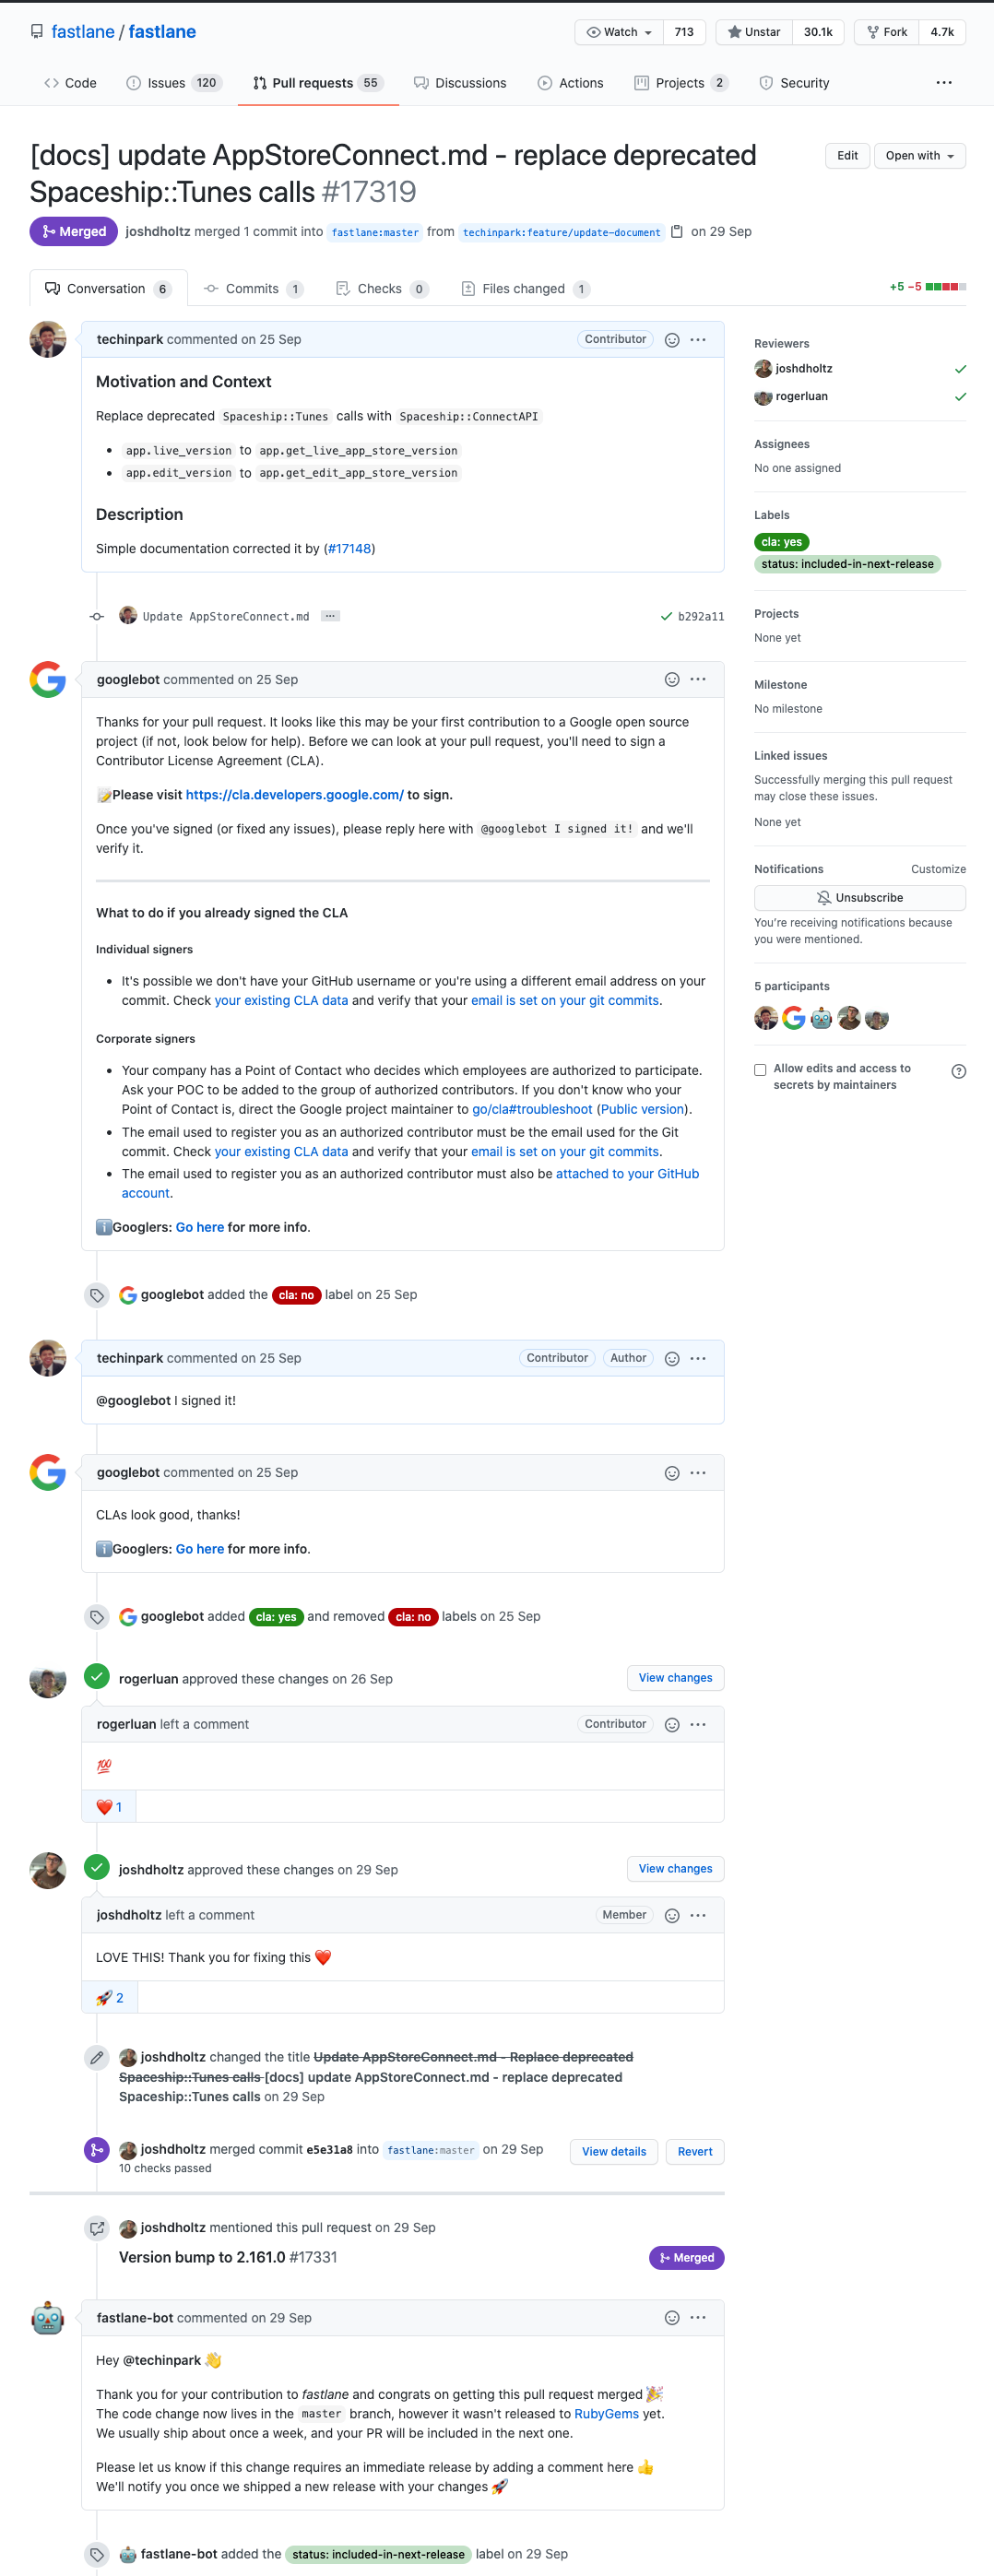 fastlane / fastlane
Watch 713
Unstar 30.1k
Fork 4.7k
Code
Issues 120
Pull requests 55
Discussions
Actions
Projects 2
Security
[docs] update AppStoreConnect.md - replace deprecated
Spaceship::Tunes calls #17319
Edit
Open with
Merged joshdholtz merged 1 commit into fastlane:master from techinpark:feature/update-document on 29 Sep
Conversation 6
Commits 1
Checks 0
Files changed 1
+5 −5
techinpark commented on 25 Sep
Contributor
Motivation and Context
Replace deprecated Spaceship::Tunes calls with Spaceship::ConnectAPI
app.live_version to app.get_live_app_store_version
app.edit_version to app.get_edit_app_store_version
Description
Simple documentation corrected it by (#17148)
Update AppStoreConnect.md
b292a11
googlebot commented on 25 Sep
Thanks for your pull request. It looks like this may be your first contribution to a Google open source
project (if not, look below for help). Before we can look at your pull request, you'll need to sign a
Contributor License Agreement (CLA).
📝Please visit https://cla.developers.google.com/ to sign.
Once you've signed (or fixed any issues), please reply here with @googlebot I signed it! and we'll
verify it.
What to do if you already signed the CLA
Individual signers
It's possible we don't have your GitHub username or you're using a different email address on your
commit. Check your existing CLA data and verify that your email is set on your git commits.
Corporate signers
Your company has a Point of Contact who decides which employees are authorized to participate.
Ask your POC to be added to the group of authorized contributors. If you don't know who your
Point of Contact is, direct the Google project maintainer to go/cla#troubleshoot (Public version).
The email used to register you as an authorized contributor must be the email used for the Git
commit. Check your existing CLA data and verify that your email is set on your git commits.
The email used to register you as an authorized contributor must also be attached to your GitHub
account.
ℹ️Googlers: Go here for more info.
googlebot added the cla: no label on 25 Sep
techinpark commented on 25 Sep
Contributor
Author
@googlebot I signed it!
googlebot commented on 25 Sep
CLAs look good, thanks!
ℹ️Googlers: Go here for more info.
googlebot added cla: yes and removed cla: no labels on 25 Sep
rogerluan approved these changes on 26 Sep
View changes
rogerluan left a comment
Contributor
💯
❤️ 1
joshdholtz approved these changes on 29 Sep
View changes
joshdholtz left a comment
Member
LOVE THIS! Thank you for fixing this ❤️
🚀 2
joshdholtz changed the title Update AppStoreConnect.md - Replace deprecated
Spaceship::Tunes calls [docs] update AppStoreConnect.md - replace deprecated
Spaceship::Tunes calls on 29 Sep
joshdholtz merged commit e5e31a8 into fastlane:master on 29 Sep
View details
Revert
10 checks passed
joshdholtz mentioned this pull request on 29 Sep
Version bump to 2.161.0 #17331
Merged
fastlane-bot commented on 29 Sep
Hey @techinpark 👋
Thank you for your contribution to fastlane and congrats on getting this pull request merged 🎉
The code change now lives in the master branch, however it wasn't released to RubyGems yet.
We usually ship about once a week, and your PR will be included in the next one.
Please let us know if this change requires an immediate release by adding a comment here 👍
We'll notify you once we shipped a new release with your changes 🚀
fastlane-bot added the status: included-in-next-release label on 29 Sep
Reviewers
joshdholtz
rogerluan
Assignees
No one assigned
Labels
cla: yes
status: included-in-next-release
Projects
None yet
Milestone
No milestone
Linked issues
Successfully merging this pull request
may close these issues.
None yet
Notifications
Customize
Unsubscribe
You're receiving notifications because
you were mentioned.
5 participants
Allow edits and access to
secrets by maintainers